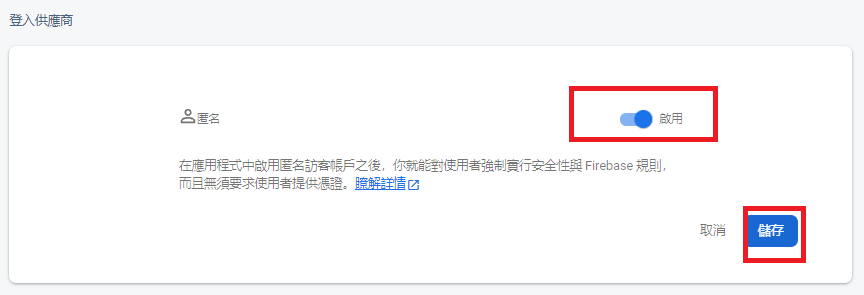 登入供應商
匿名
啟用
在應用程式中啟用匿名訪客帳戶之後，你就能對使用者強制實行安全性與 Firebase 規則，
而且無須要求使用者提供憑證。瞭解詳情
取消
儲存